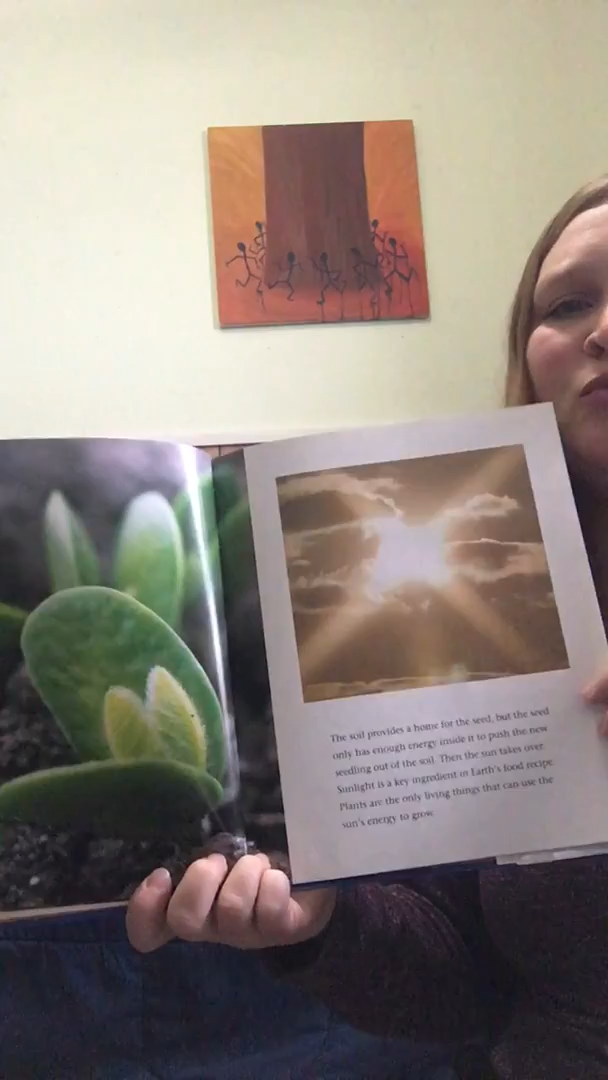 The soil provides a home for the seed, but the seed
only has enough energy inside it to push the new
seedling out of the soil. Then the sun takes over.
Sunlight is a key ingredient in Earth's food recipe.
Plants are the only living things that can use the
sun's energy to grow.